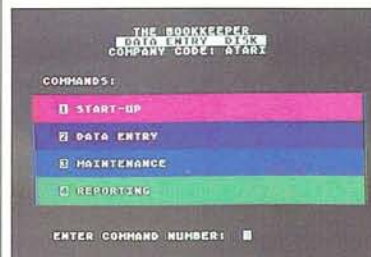 THE BOOKKEEPER
DATA ENTRY DISK
COMPANY CODE: ATARI
COMMANDS:
1 START-UP
2 DATA ENTRY
3 MAINTENANCE
4 REPORTING
ENTER COMMAND NUMBER: